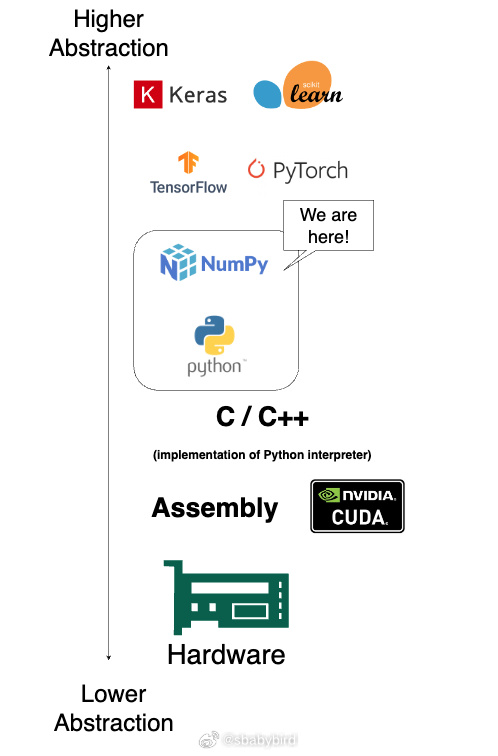 Higher
Abstraction
K Keras
scikit
learn
TensorFlow
PyTorch
We are
here!
NumPy
python™
C / C++
(implementation of Python interpreter)
Assembly
NVIDIA.
CUDA.
Hardware
Lower
Abstraction
@sbabybird